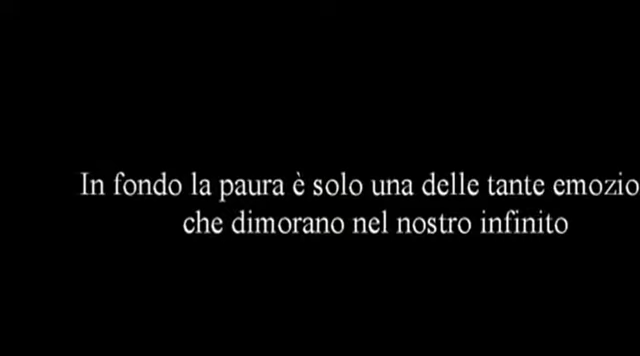 In fondo la paura è solo una delle tante emozio
che dimorano nel nostro infinito